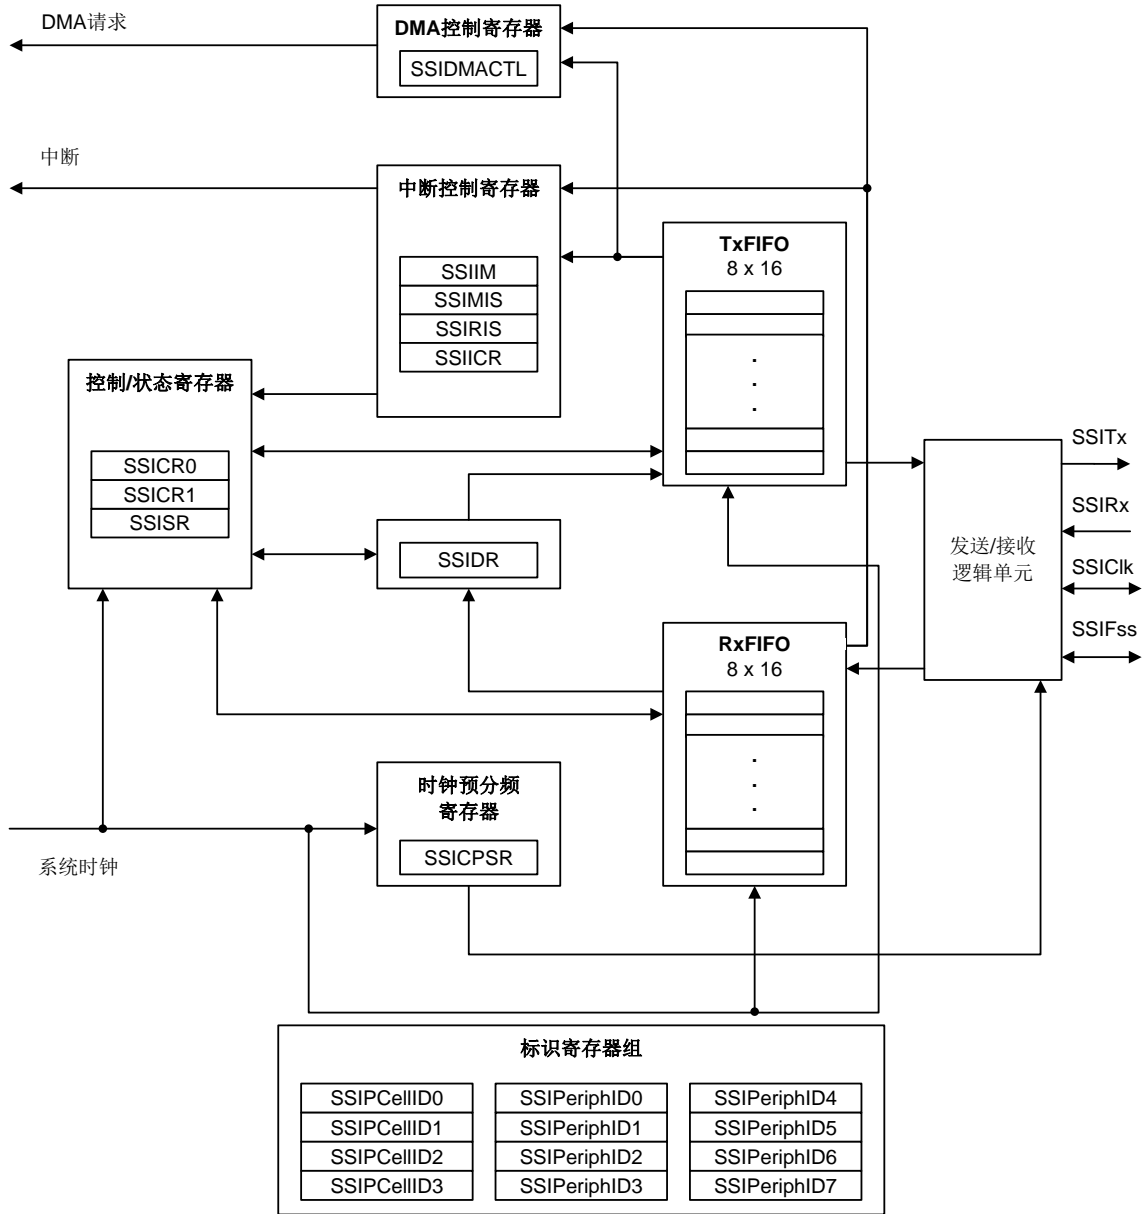 DMA请求
DMA控制寄存器
SSIDMACTL
中断
中断控制寄存器
SSIIM
SSIMIS
SSIRIS
SSIICR
TxFIFO
8 x 16
控制/状态寄存器
SSICR0
SSICR1
SSISR
SSIDR
发送/接收
逻辑单元
SSITx
SSIRx
SSIClk
SSIFss
RxFIFO
8 x 16
时钟预分频
寄存器
SSICPSR
系统时钟
标识寄存器组
SSIPCellID0
SSIPCellID1
SSIPCellID2
SSIPCellID3
SSIPeriphID0
SSIPeriphID1
SSIPeriphID2
SSIPeriphID3
SSIPeriphID4
SSIPeriphID5
SSIPeriphID6
SSIPeriphID7